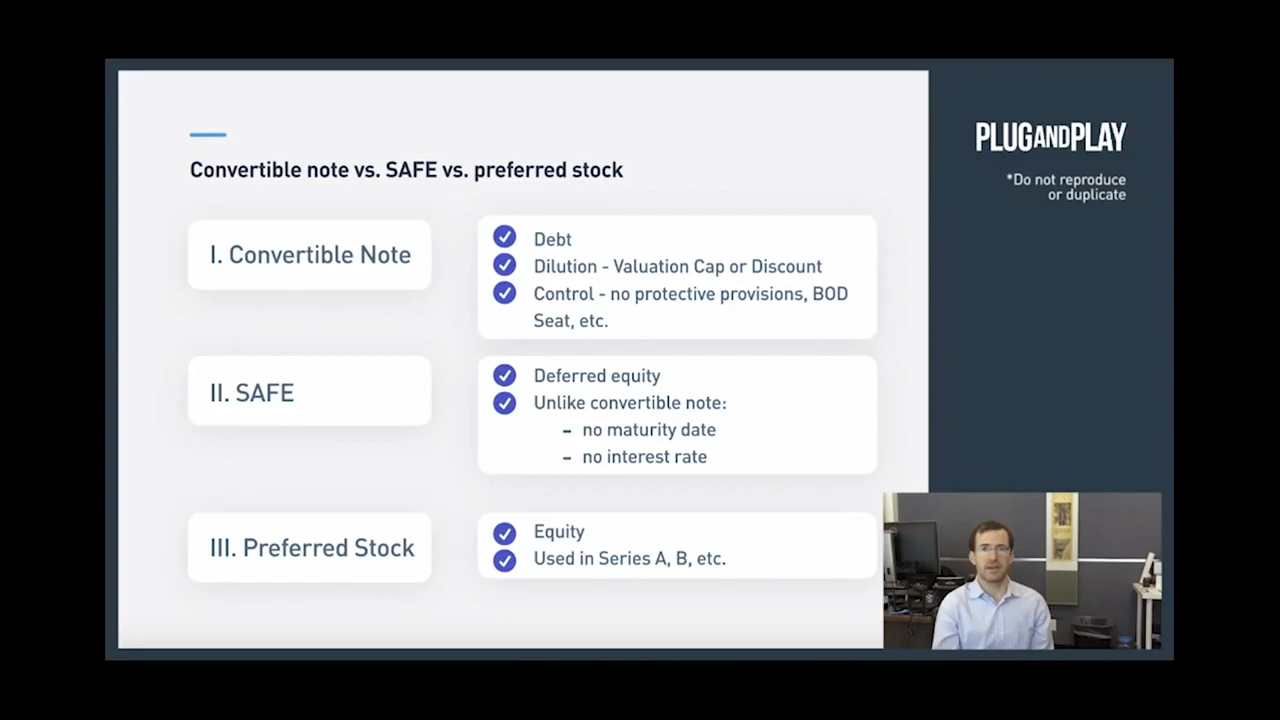 PLUGANDPLAY
*Do not reproduce
or duplicate
Convertible note vs. SAFE vs. preferred stock
I. Convertible Note
Debt
Dilution - Valuation Cap or Discount
Control - no protective provisions, BOD
Seat, etc.
II. SAFE
Deferred equity
Unlike convertible note:
– no maturity date
– no interest rate
III. Preferred Stock
Equity
Used in Series A, B, etc.